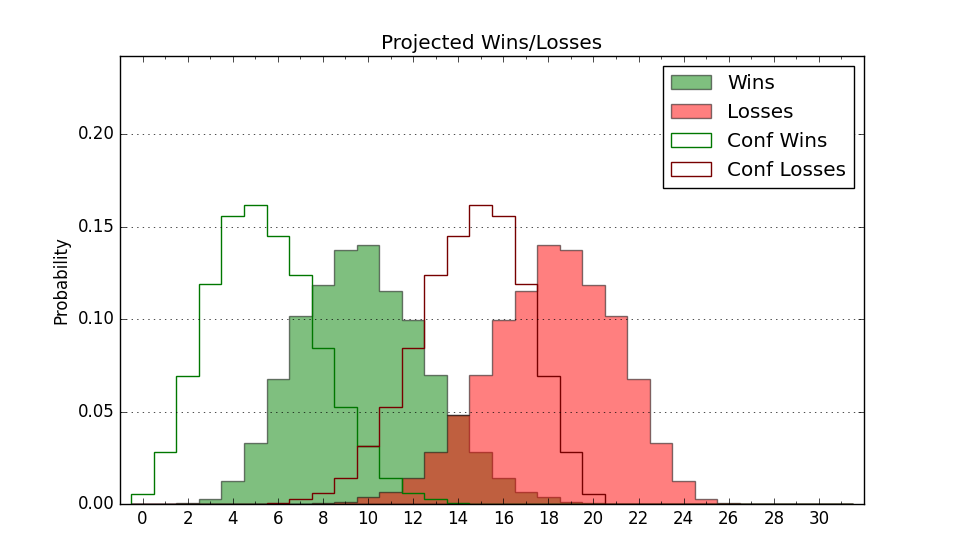 Projected Wins/Losses
Wins
Losses
Conf Wins
Conf Losses
Probability
0.20
0.15
0.10
0.05
0.00
0 2 4 6 8 10 12 14 16 18 20 22 24 26 28 30